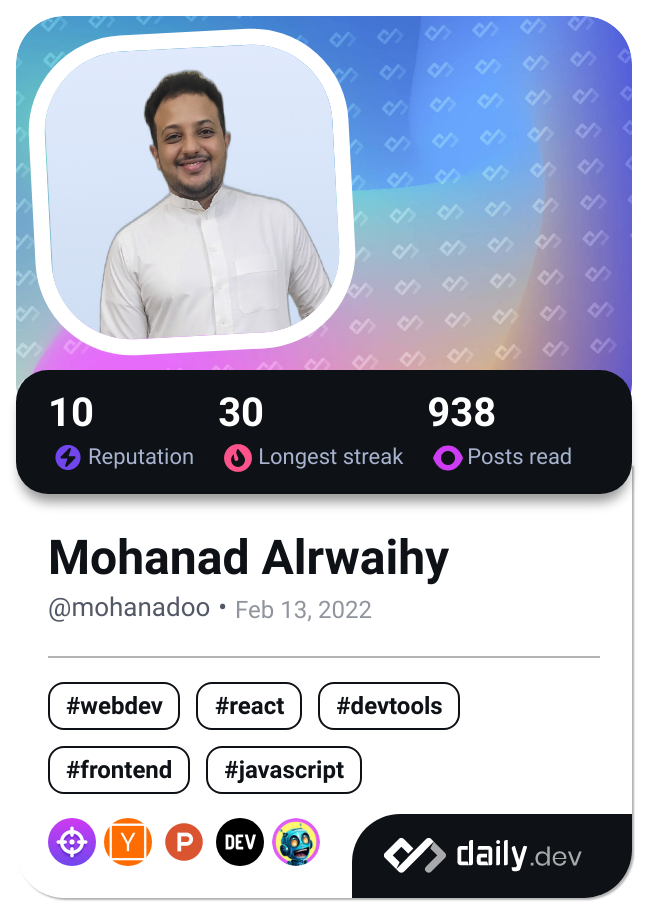 10 30 938
Reputation Longest streak Posts read
Mohanad Alrwaihy
@mohanadoo • Feb 13, 2022
#webdev #react #devtools
#frontend #javascript
Y P DEV
daily.dev